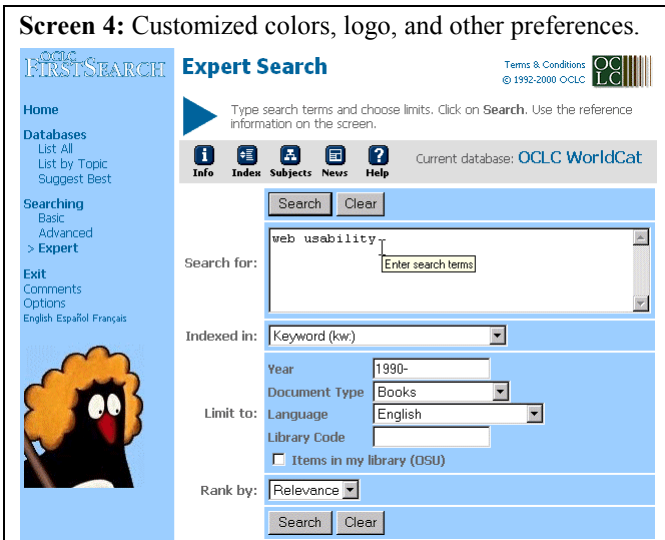 Screen 4: Customized colors, logo, and other preferences.
OCLC
FIRSTSEARCH
Expert Search
Terms & Conditions
© 1992-2000 OCLC
OC
LC
Home
Databases
List All
List by Topic
Suggest Best
Searching
Basic
Advanced
> Expert
Exit
Comments
Options
English Español Français
Type search terms and choose limits. Click on Search. Use the reference
information on the screen.
Info Index Subjects News Help
Current database: OCLC WorldCat
Search Clear
Search for:
web usability
Enter search terms
Indexed in: Keyword (kw:)
Limit to:
Year 1990-
Document Type Books
Language English
Library Code
Items in my library (OSU)
Rank by: Relevance
Search Clear